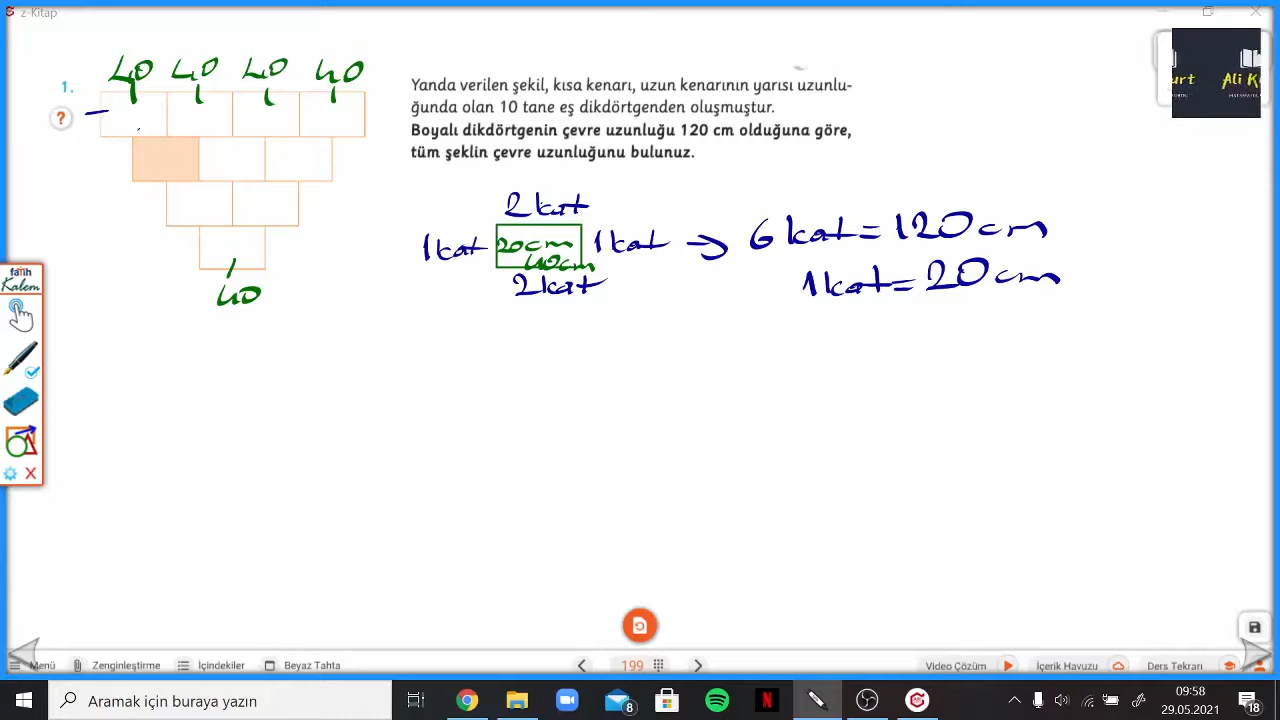 z-Kitap
40 40 40 40
1.
?
Yanda verilen şekil, kısa kenarı, uzun kenarının yarısı uzunlu-
ğunda olan 10 tane eş dikdörtgenden oluşmuştur.
Boyalı dikdörtgenin çevre uzunluğu 120 cm olduğuna göre,
tüm şeklin çevre uzunluğunu bulunuz.
2kat
1kat 20cm 1kat → 6kat=120cm
40cm
2kat 1kat=20cm
40
fatih
Kalem
Ali K
Menü Zenginleştirme İçindekiler Beyaz Tahta 199 Video Çözüm İçerik Havuzu Ders Tekrarı
Aramak için buraya yazın
8
09:58
29.05.2021
18